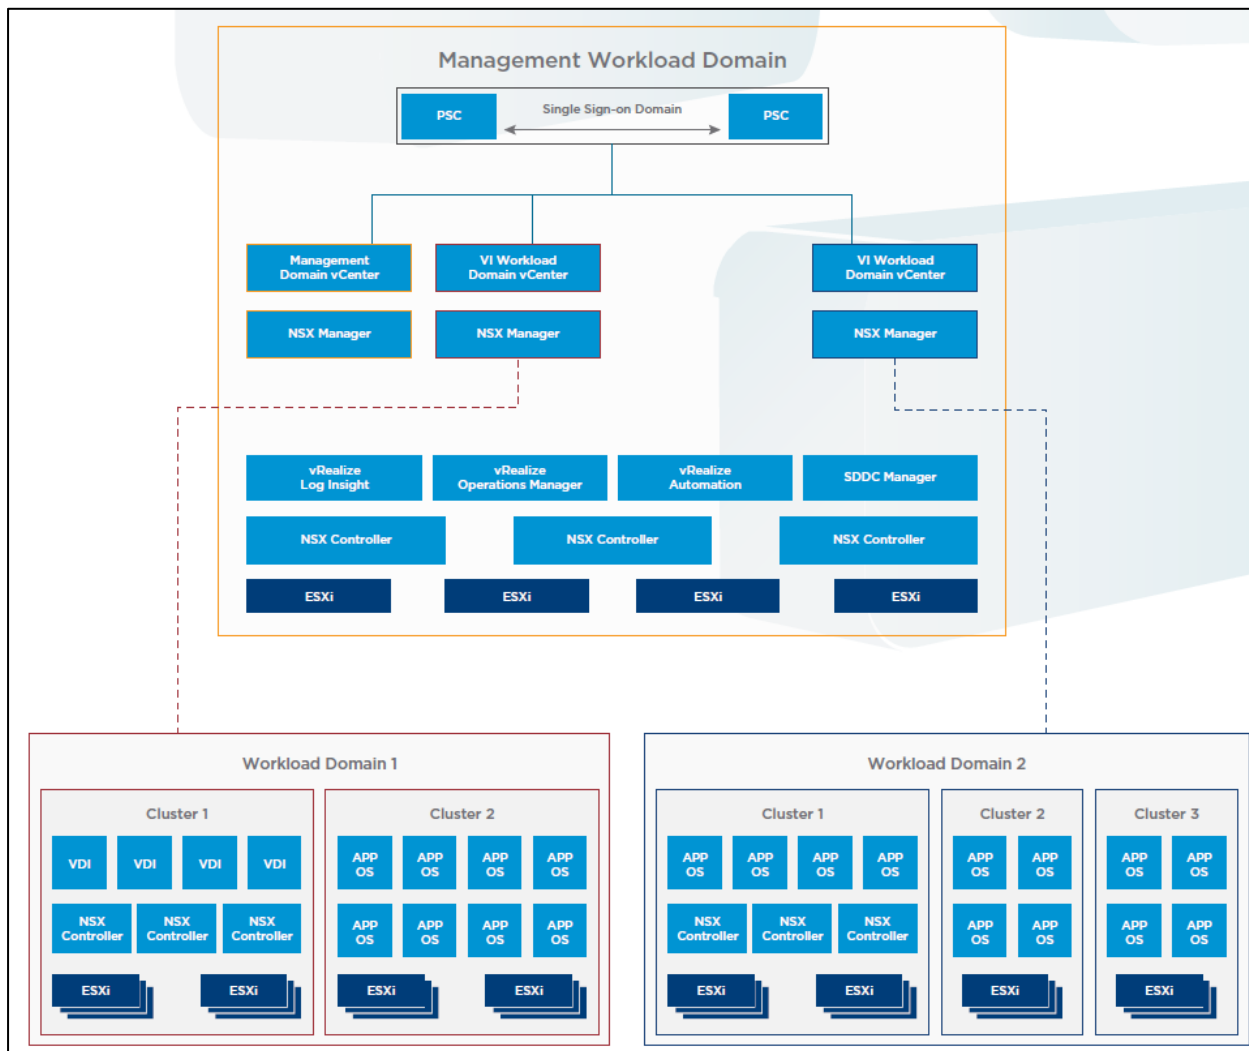 Management Workload Domain
PSC
Single Sign-on Domain
PSC
Management
Domain vCenter
VI Workload
Domain vCenter
VI Workload
Domain vCenter
NSX Manager
NSX Manager
NSX Manager
vRealize
Log Insight
vRealize
Operations Manager
vRealize
Automation
SDDC Manager
NSX Controller
NSX Controller
NSX Controller
ESXi
ESXi
ESXi
ESXi
Workload Domain 1
Cluster 1
VDI
VDI
VDI
VDI
NSX
Controller
NSX
Controller
NSX
Controller
ESXi
ESXi
Cluster 2
APP
OS
APP
OS
APP
OS
APP
OS
APP
OS
APP
OS
APP
OS
APP
OS
ESXi
ESXi
Workload Domain 2
Cluster 1
APP
OS
APP
OS
APP
OS
APP
OS
NSX
Controller
NSX
Controller
NSX
Controller
ESXi
ESXi
Cluster 2
APP
OS
APP
OS
APP
OS
APP
OS
ESXi
Cluster 3
APP
OS
APP
OS
APP
OS
APP
OS
ESXi